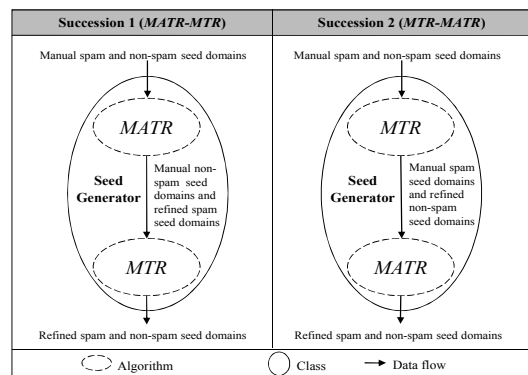 Succession 1 (MATR-MTR)
Manual spam and non-spam seed domains
MATR
Seed
Generator
Manual non-
spam seed
domains and
refined spam
seed domains
MTR
Refined spam and non-spam seed domains
Succession 2 (MTR-MATR)
Manual spam and non-spam seed domains
MTR
Seed
Generator
Manual spam
seed domains
and refined
non-spam
seed domains
MATR
Refined spam and non-spam seed domains
Algorithm
Class
Data flow